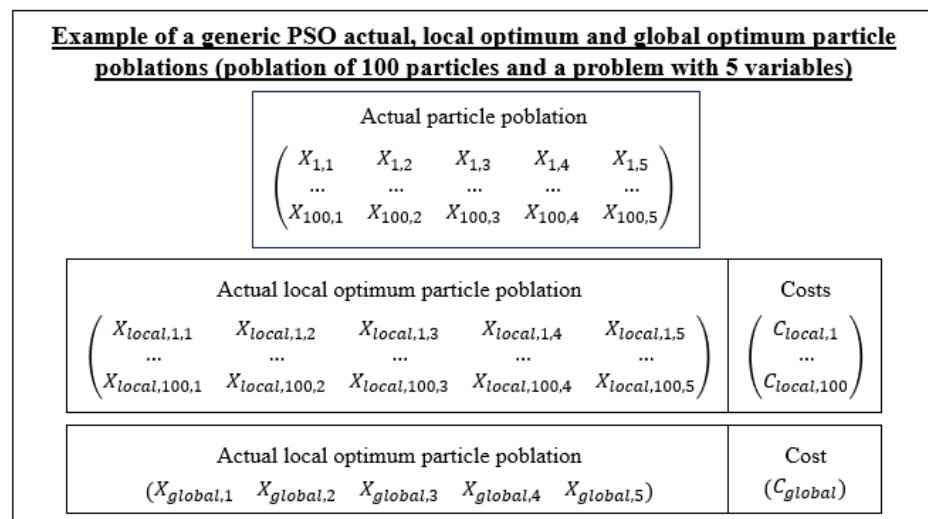 Example of a generic PSO actual, local optimum and global optimum particle
poblations (poblation of 100 particles and a problem with 5 variables)
Actual particle poblation
X1,1 X1,2 X1,3 X1,4 X1,5
... ... ... ... ...
X100,1 X100,2 X100,3 X100,4 X100,5
Actual local optimum particle poblation Costs
Xlocal,1,1 Xlocal,1,2 Xlocal,1,3 Xlocal,1,4 Xlocal,1,5 Clocal,1
... ... ... ... ... ...
Xlocal,100,1 Xlocal,100,2 Xlocal,100,3 Xlocal,100,4 Xlocal,100,5 Clocal,100
Actual local optimum particle poblation Cost
(Xglobal,1 Xglobal,2 Xglobal,3 Xglobal,4 Xglobal,5) (Cglobal)